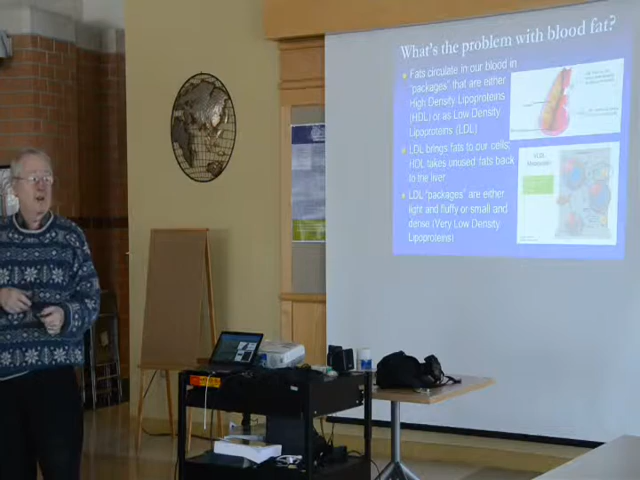 What's the problem with blood fat?
Fats circulate in our blood in
"packages" that are either
High Density Lipoproteins
(HDL) or as Low Density
Lipoproteins (LDL)
LDL brings fats to our cells;
HDL takes unused fats back
to the liver
LDL "packages" are either
light and fluffy or small and
dense (Very Low Density
Lipoproteins)